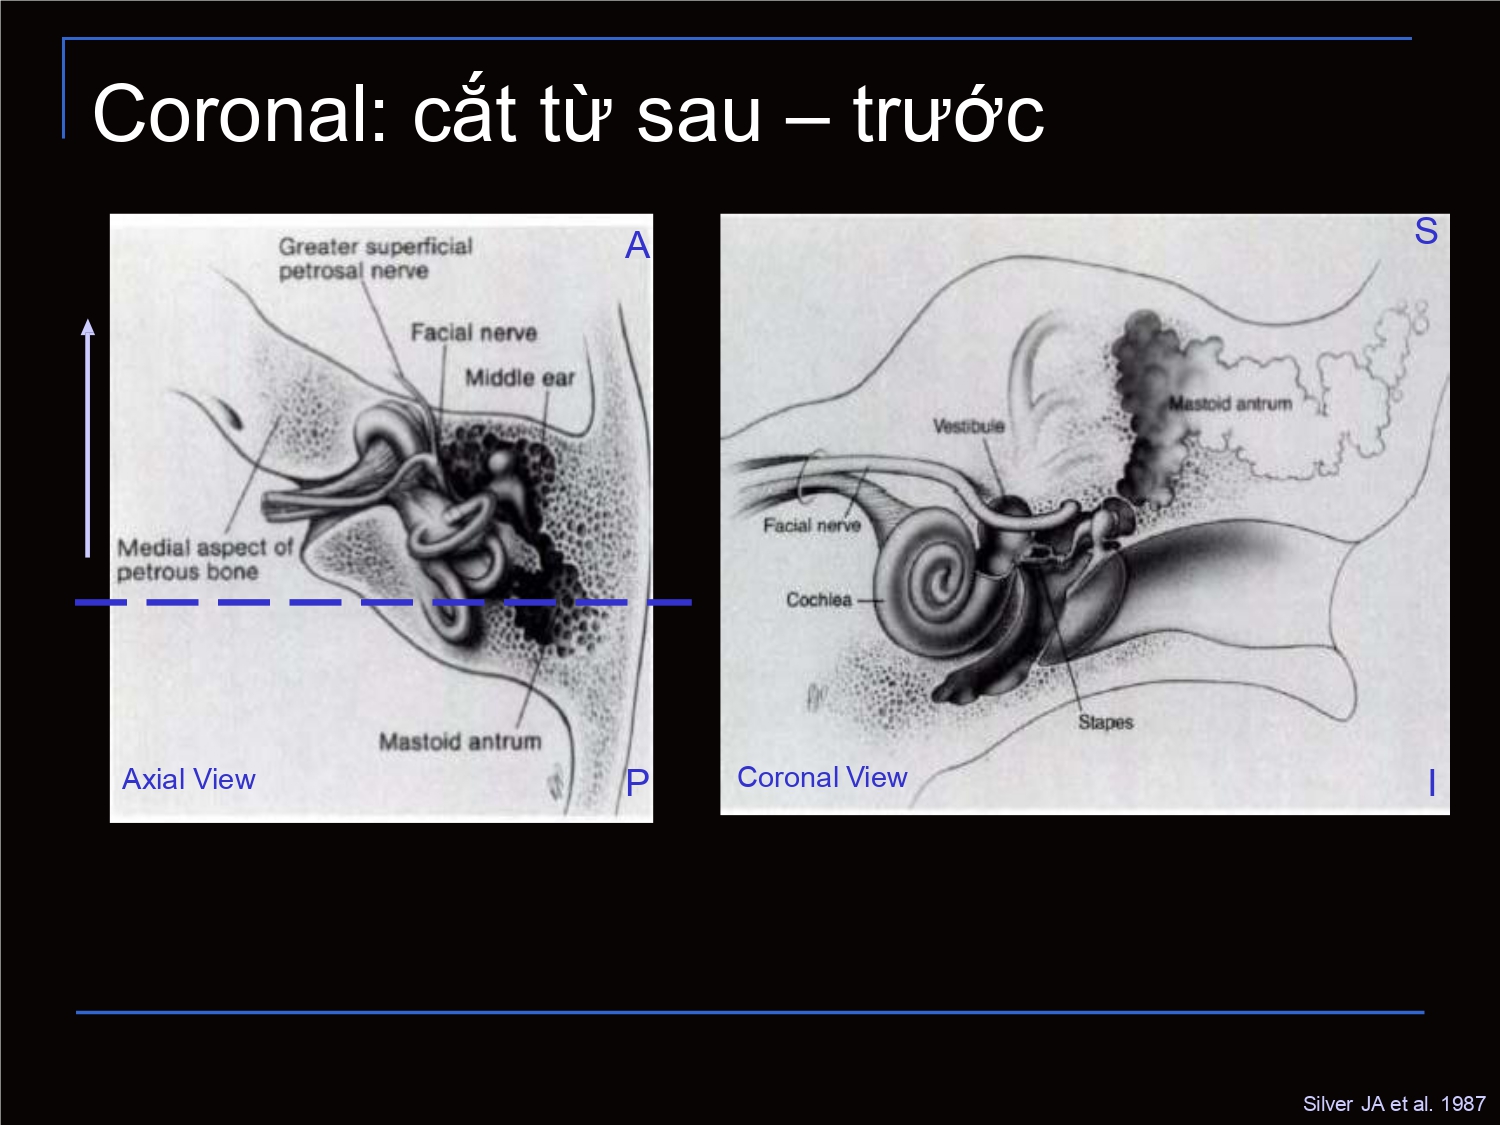 Coronal: cắt từ sau – trước
Greater superficial
petrosal nerve
A
Facial nerve
Middle ear
Medial aspect of
petrous bone
Mastoid antrum
Axial View
P
S
Mastoid antrum
Vestibule
Facial nerve
Cochlea
Stapes
Coronal View
I
Silver JA et al. 1987